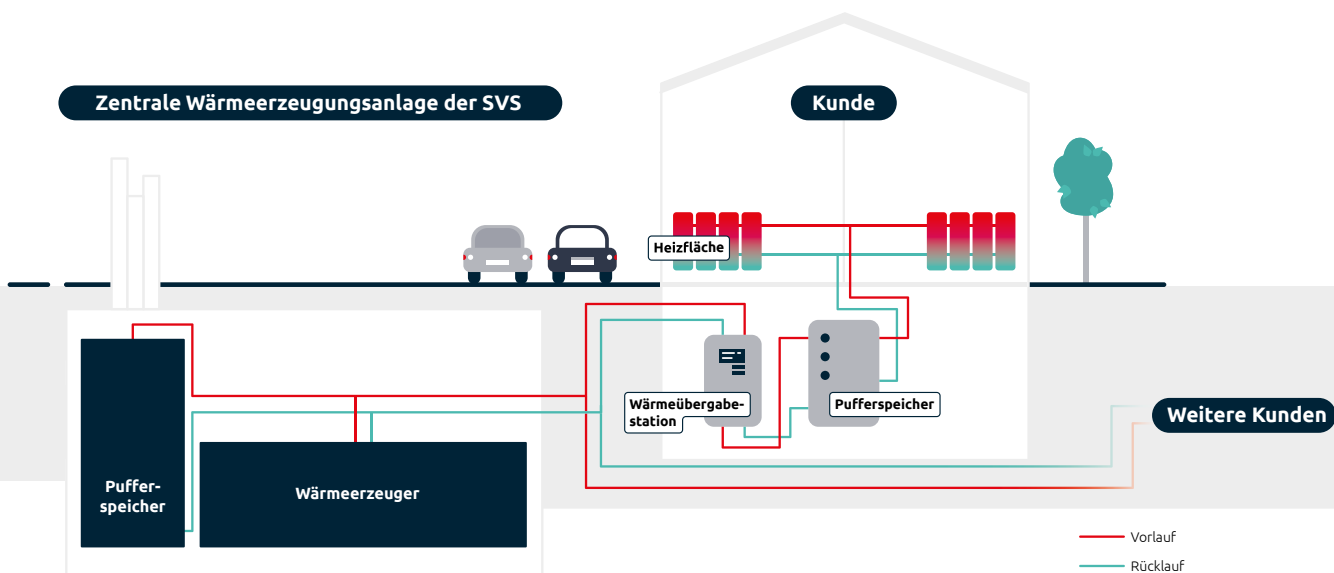 Zentrale Wärmeerzeugungsanlage der SVS
Kunde
Heizfläche
Wärmeübergabe-
station
Pufferspeicher
Weitere Kunden
Puffer-
speicher
Wärmeerzeuger
Vorlauf
Rücklauf